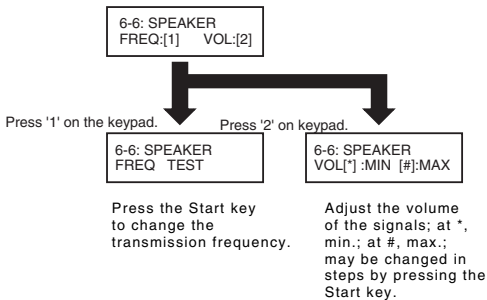 6-6: SPEAKER
FREQ:[1] VOL:[2]
Press '1' on the keypad.
Press '2' on keypad.
6-6: SPEAKER
FREQ TEST
6-6: SPEAKER
VOL[*] :MIN [#]:MAX
Press the Start key
to change the
transmission frequency.
Adjust the volume
of the signals; at *,
min.; at #, max.;
may be changed in
steps by pressing the
Start key.